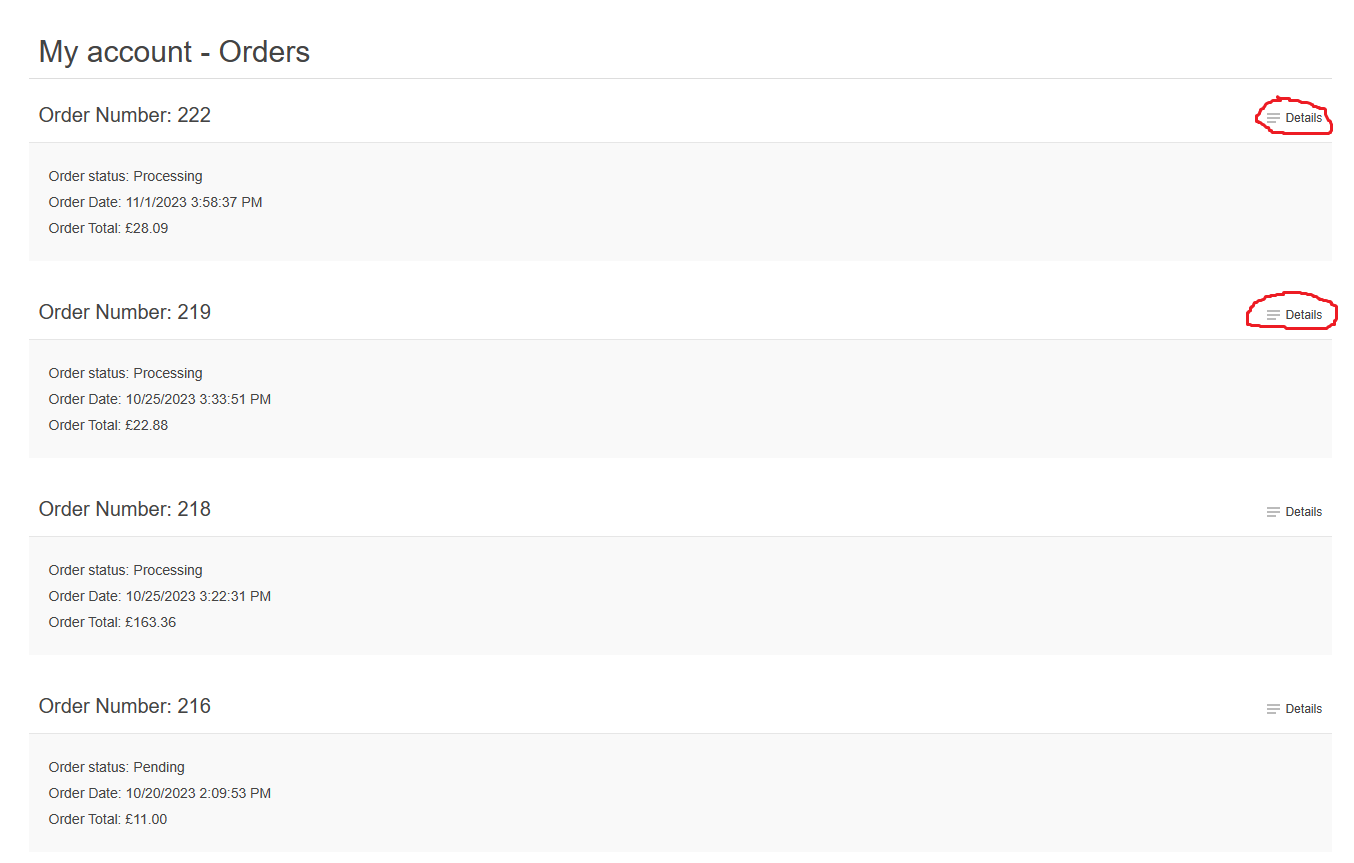 My account - Orders
Order Number: 222
Details
Order status: Processing
Order Date: 11/1/2023 3:58:37 PM
Order Total: £28.09
Order Number: 219
Details
Order status: Processing
Order Date: 10/25/2023 3:33:51 PM
Order Total: £22.88
Order Number: 218
Details
Order status: Processing
Order Date: 10/25/2023 3:22:31 PM
Order Total: £163.36
Order Number: 216
Details
Order status: Pending
Order Date: 10/20/2023 2:09:53 PM
Order Total: £11.00